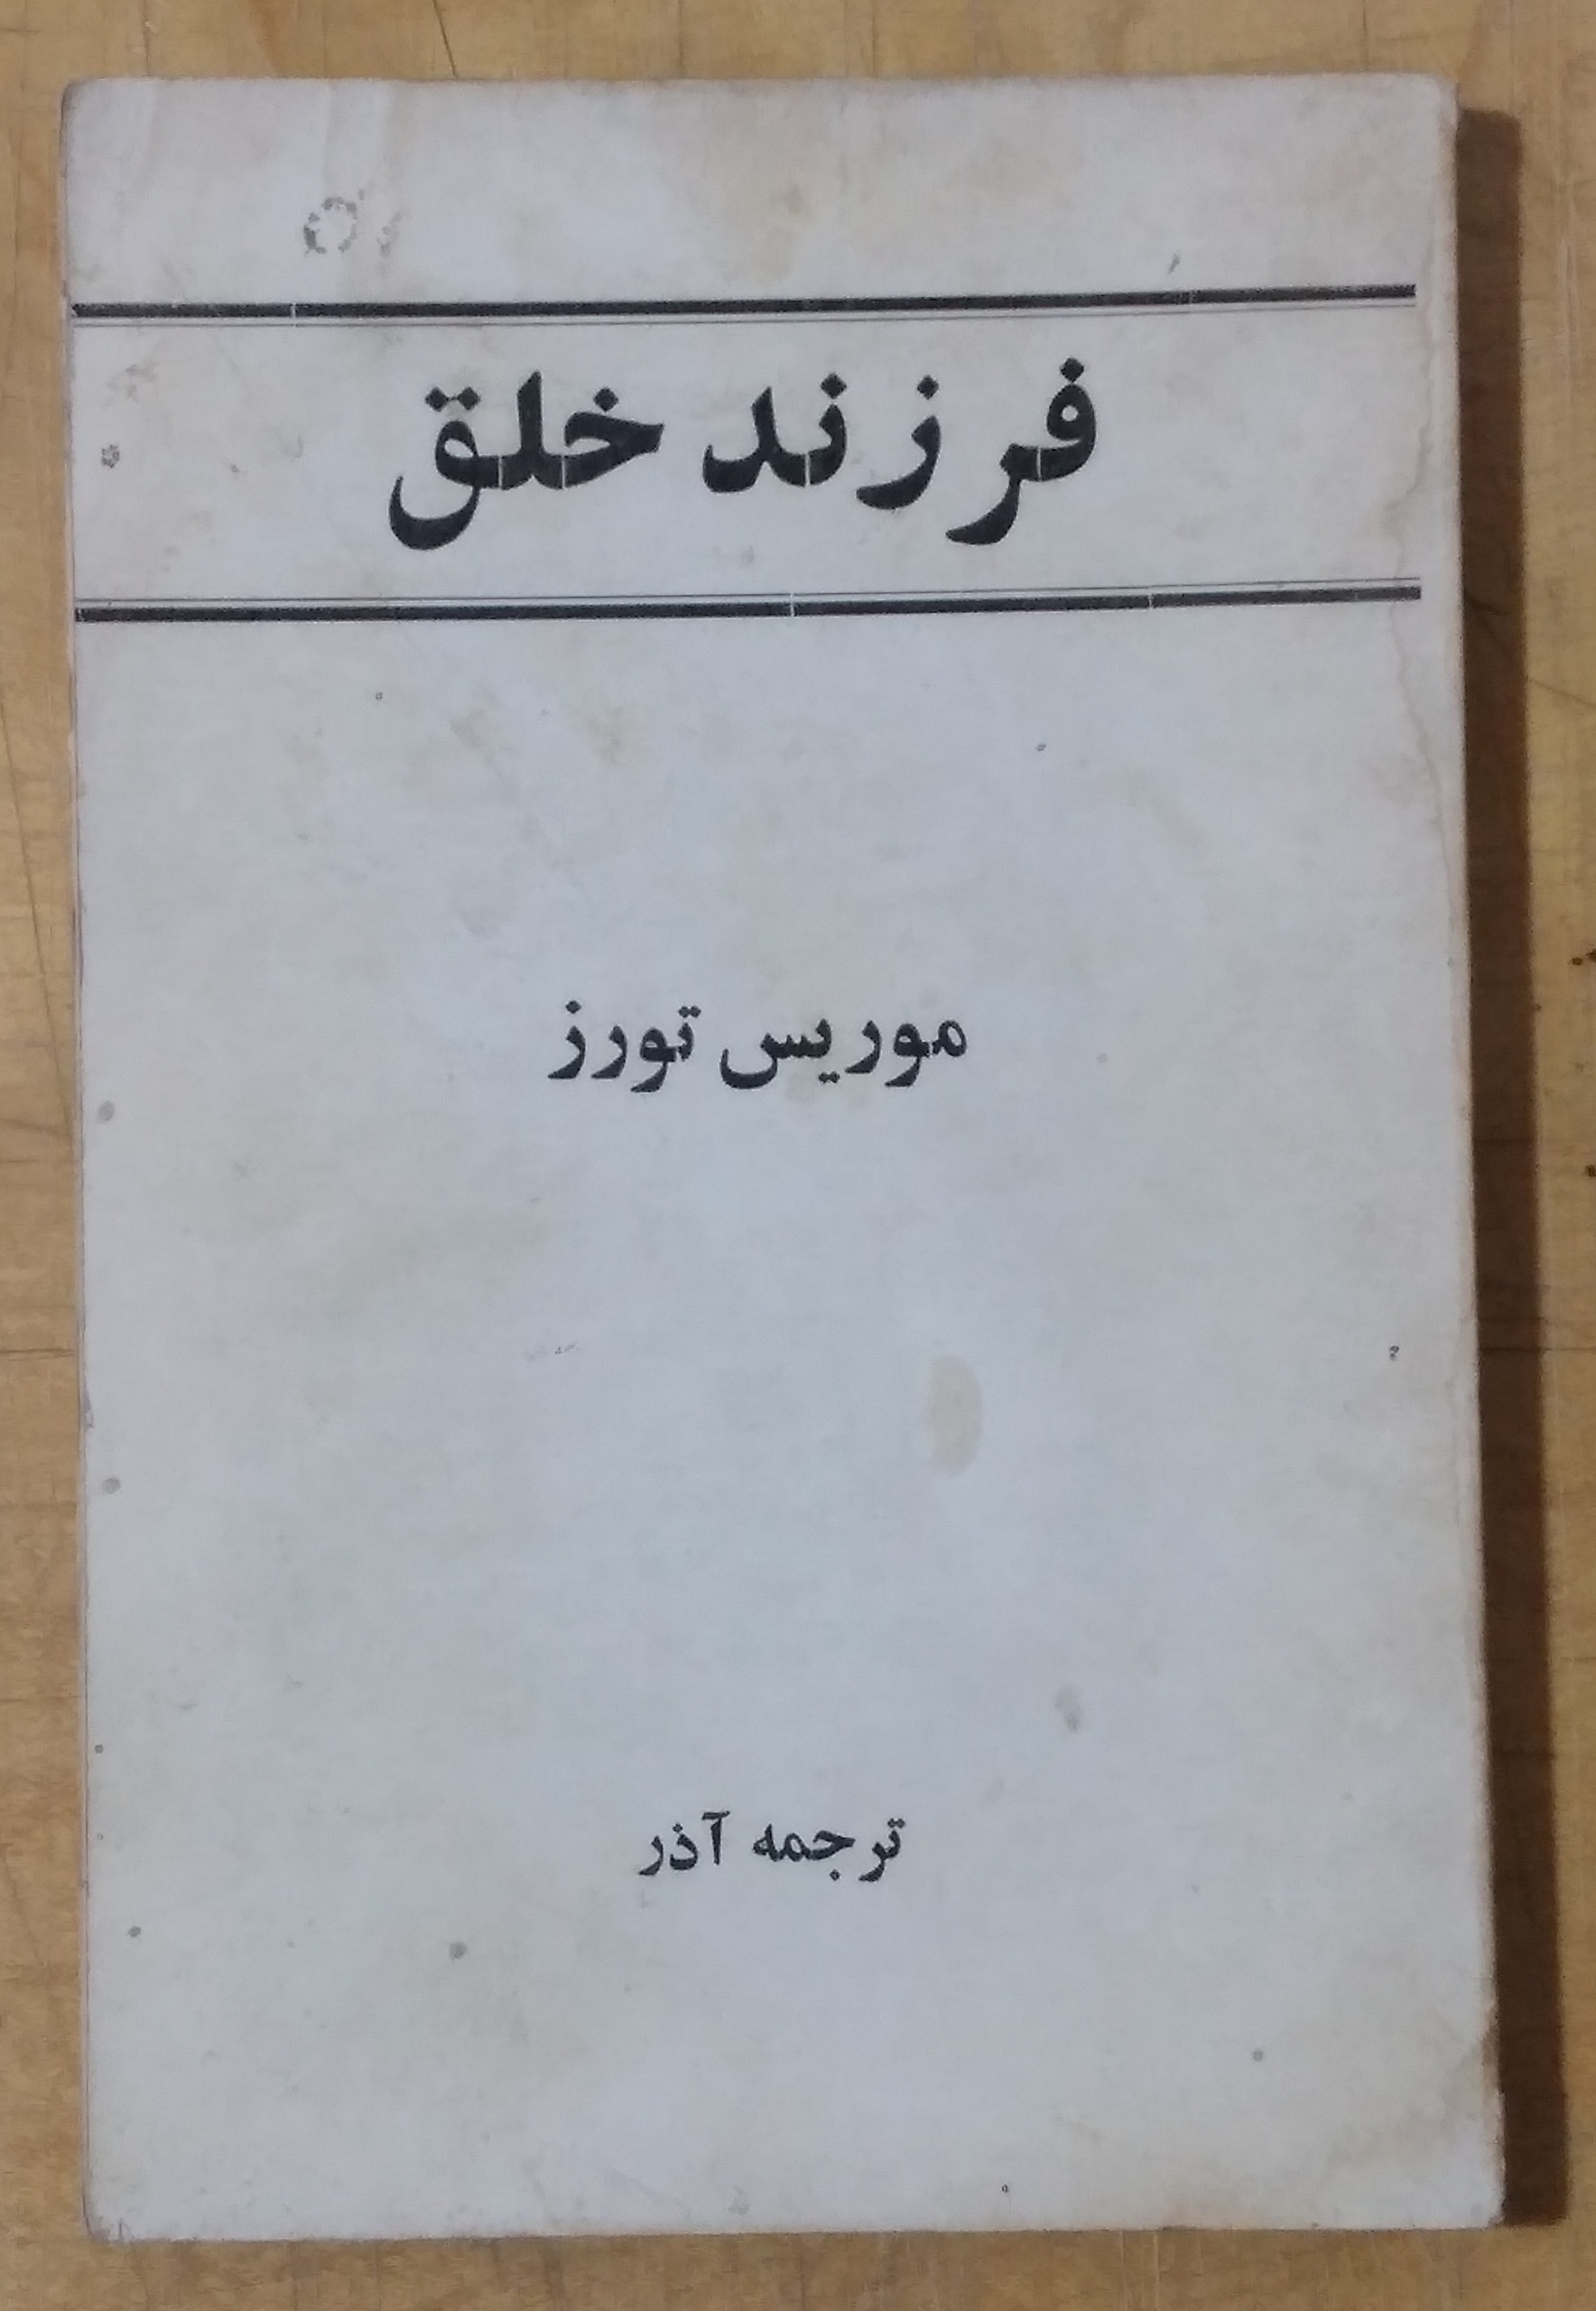 فرزند خلق
موریس تورز
ترجمه آذر